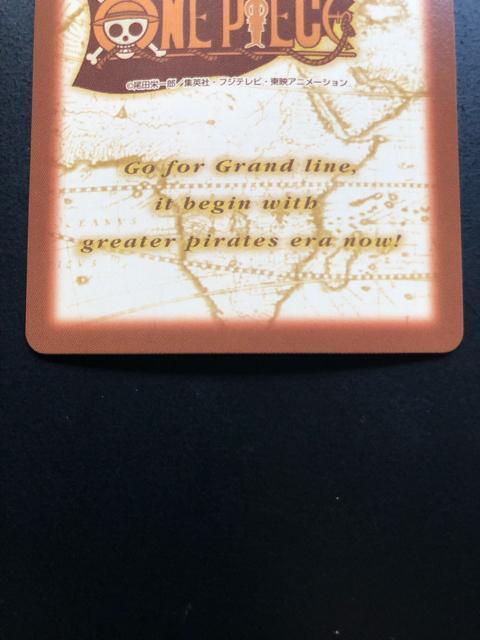 ONE PIECE
©尾田栄一郎／集英社・フジテレビ・東映アニメーション
Go for Grand line,
it begin with
greater pirates era now!